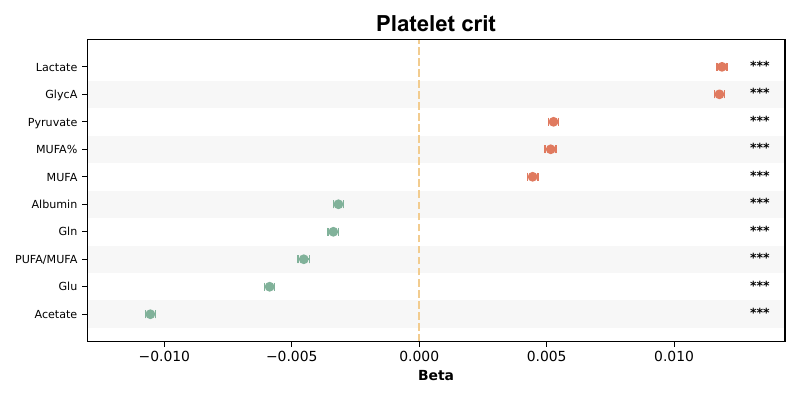 Platelet crit
Lactate ***
GlycA ***
Pyruvate ***
MUFA% ***
MUFA ***
Albumin ***
Gln ***
PUFA/MUFA ***
Glu ***
Acetate ***
−0.010 −0.005 0.000 0.005 0.010
Beta